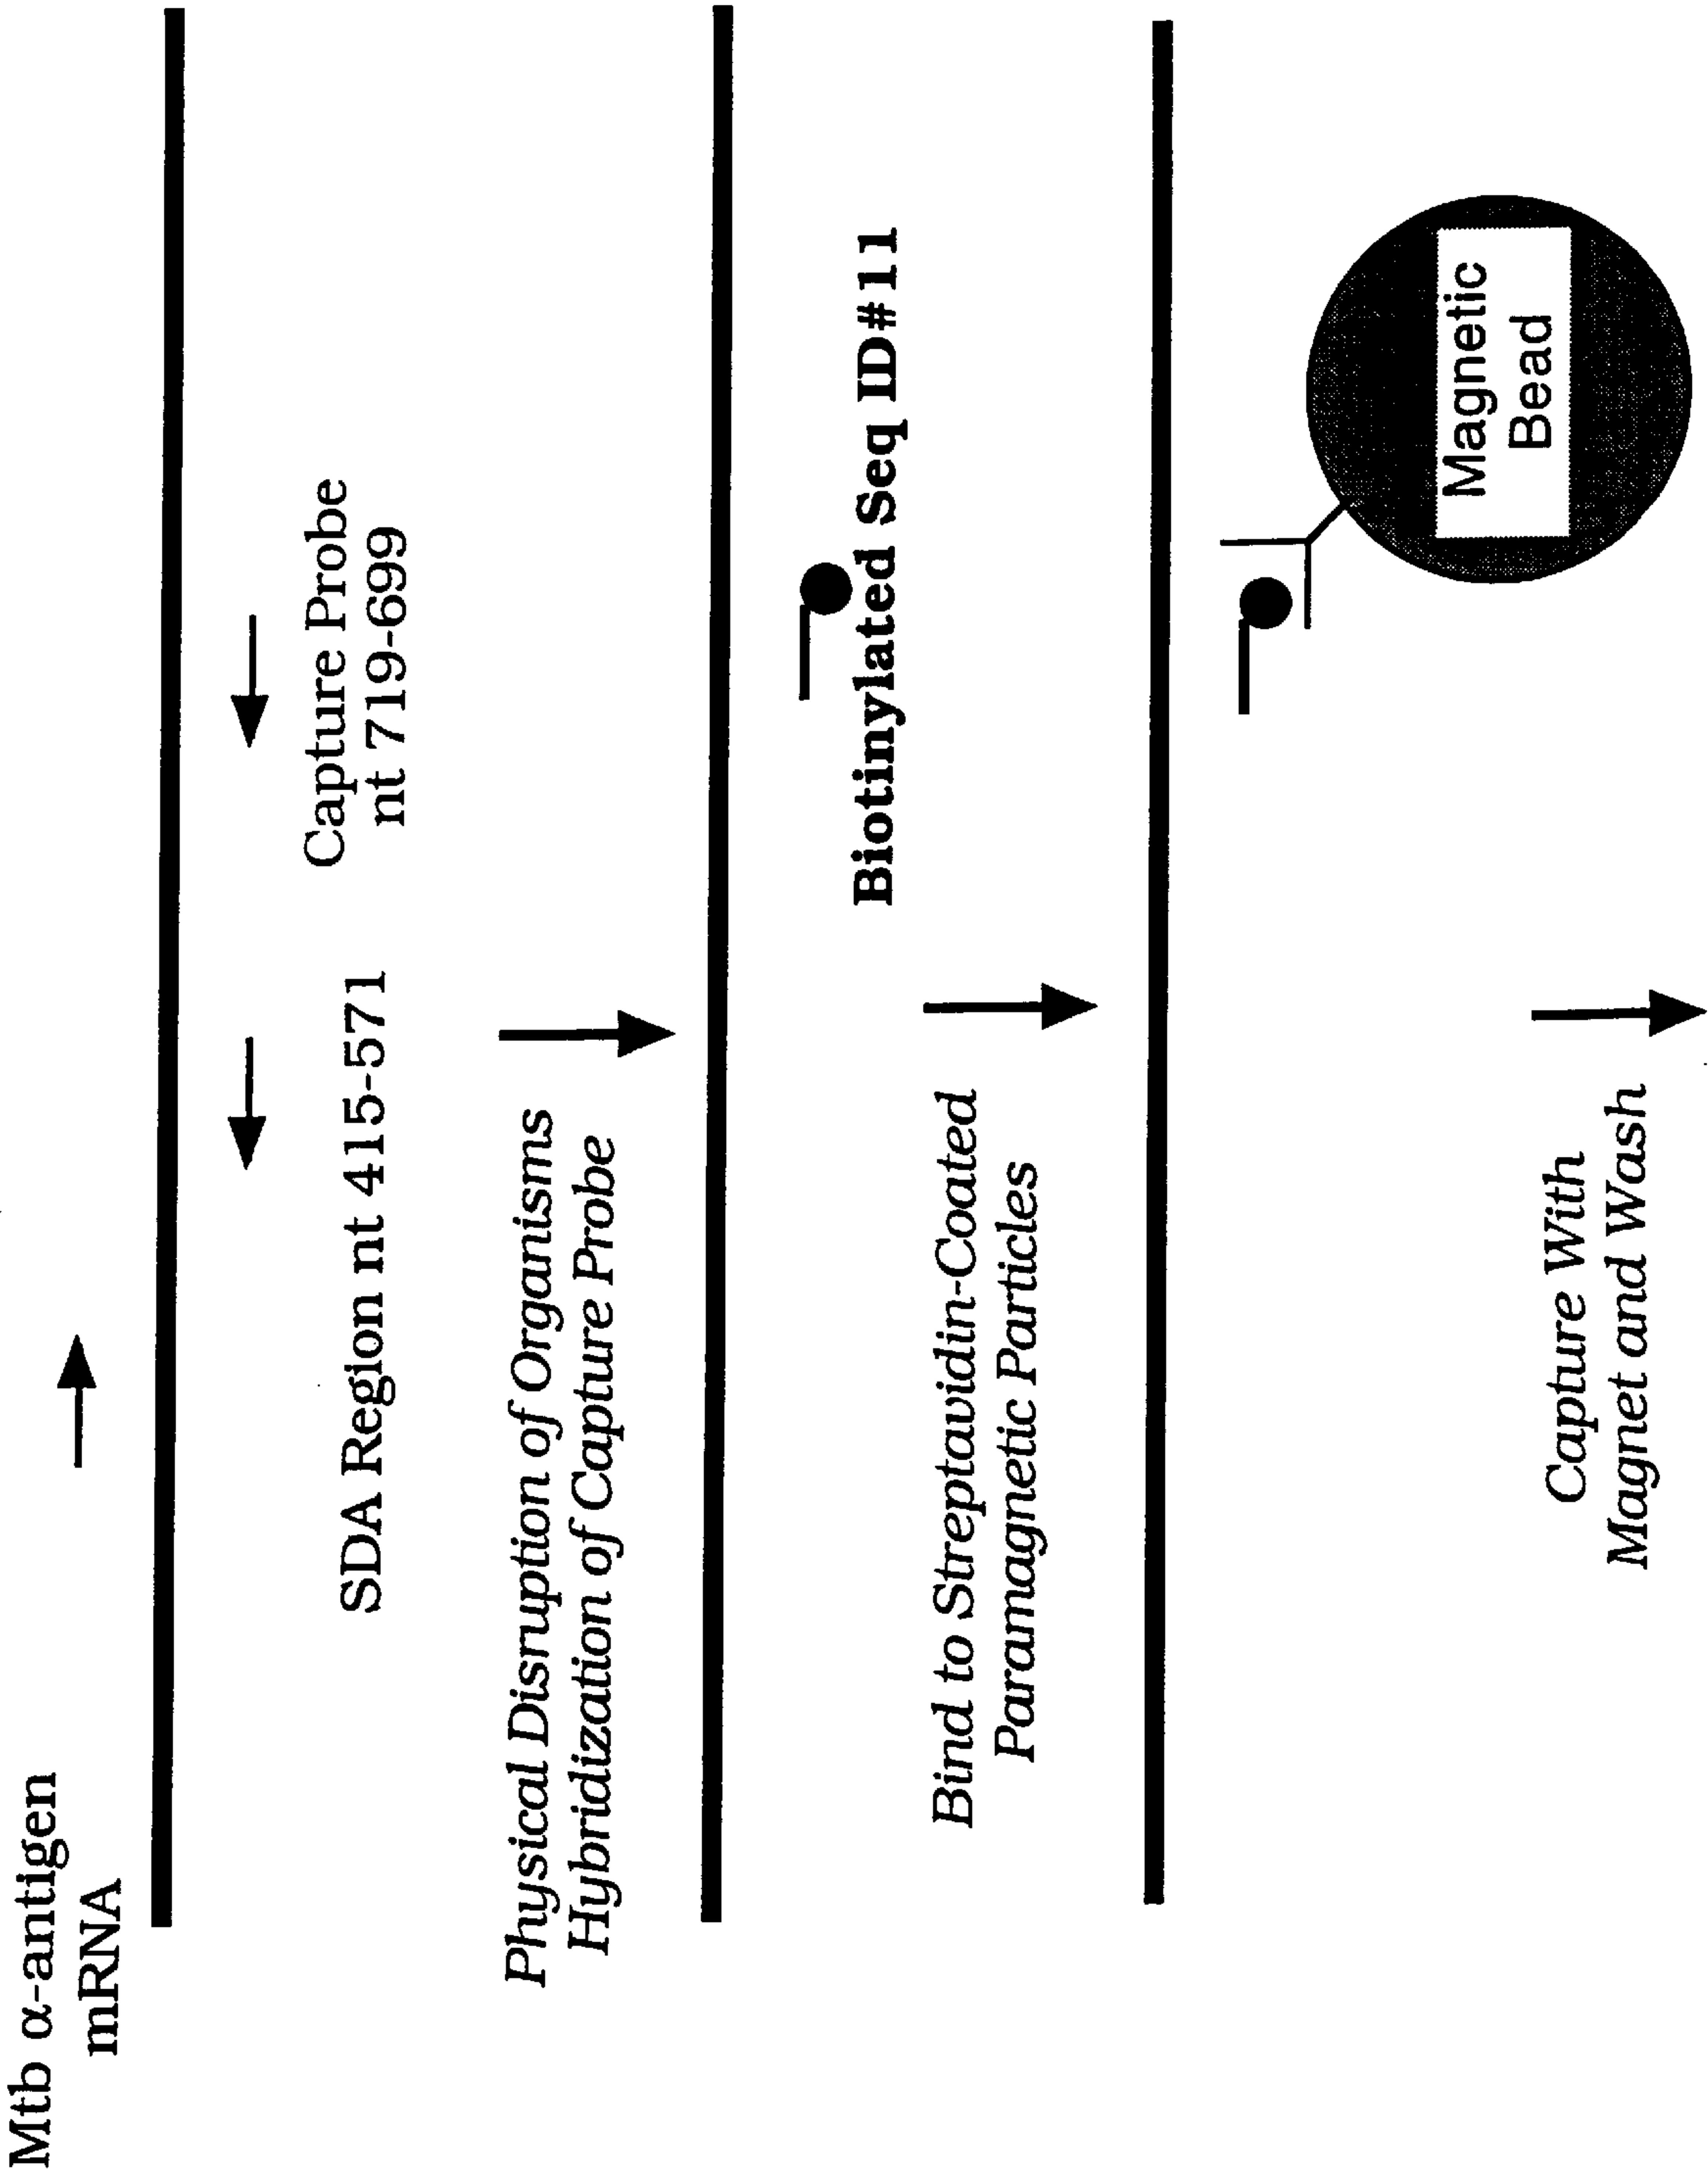 Mtb α-antigen
mRNA
SDA Region nt 415-571
Capture Probe
nt 719-699
Physical Disruption of Organisms
Hybridization of Capture Probe
Biotinylated Seq ID#11
Bind to Streptavidin-Coated
Paramagnetic Particles
Magnetic
Bead
Capture With
Magnet and Wash